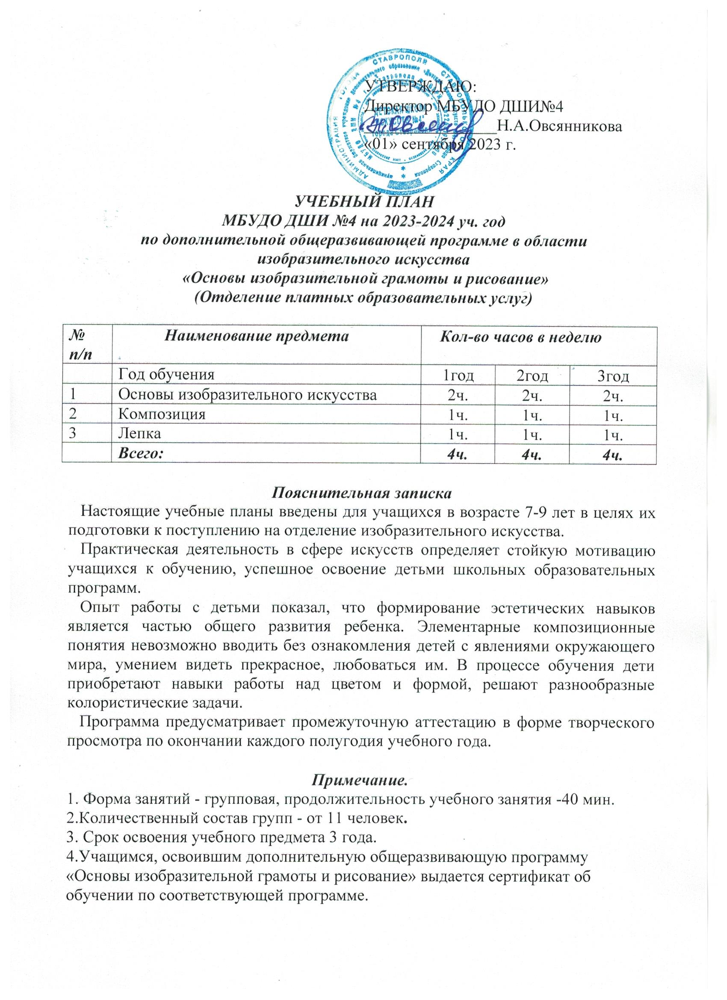 УТВЕРЖДАЮ:
Директор МБУДО ДШИ№4
Н.А.Овсянникова
«01» сентября 2023 г.
АДМИНИСТРАЦИЯ ГОРОДА СТАВРОПОЛЯ СТАВРОПОЛЬСКОГО КРАЯ
ДЕТСКАЯ ШКОЛА
ИСКУССТВ №4"
города Ставрополя
УЧЕБНЫЙ ПЛАН
МБУДО ДШИ №4 на 2023-2024 уч. год
по дополнительной общеразвивающей программе в области
изобразительного искусства
«Основы изобразительной грамоты и рисование»
(Отделение платных образовательных услуг)
№ Наименование предмета Кол-во часов в неделю
п/п
Год обучения 1год 2год 3год
1 Основы изобразительного искусства 2ч. 2ч. 2ч.
2 Композиция 1ч. 1ч. 1ч.
3 Лепка 1ч. 1ч. 1ч.
Всего: 4ч. 4ч. 4ч.
Пояснительная записка
Настоящие учебные планы введены для учащихся в возрасте 7-9 лет в целях их
подготовки к поступлению на отделение изобразительного искусства.
Практическая деятельность в сфере искусств определяет стойкую мотивацию
учащихся к обучению, успешное освоение детьми школьных образовательных
программ.
Опыт работы с детьми показал, что формирование эстетических навыков
является частью общего развития ребенка. Элементарные композиционные
понятия невозможно вводить без ознакомления детей с явлениями окружающего
мира, умением видеть прекрасное, любоваться им. В процессе обучения дети
приобретают навыки работы над цветом и формой, решают разнообразные
колористические задачи.
Программа предусматривает промежуточную аттестацию в форме творческого
просмотра по окончании каждого полугодия учебного года.
Примечание.
1. Форма занятий - групповая, продолжительность учебного занятия -40 мин.
2.Количественный состав групп - от 11 человек.
3. Срок освоения учебного предмета 3 года.
4.Учащимся, освоившим дополнительную общеразвивающую программу
«Основы изобразительной грамоты и рисование» выдается сертификат об
обучении по соответствующей программе.